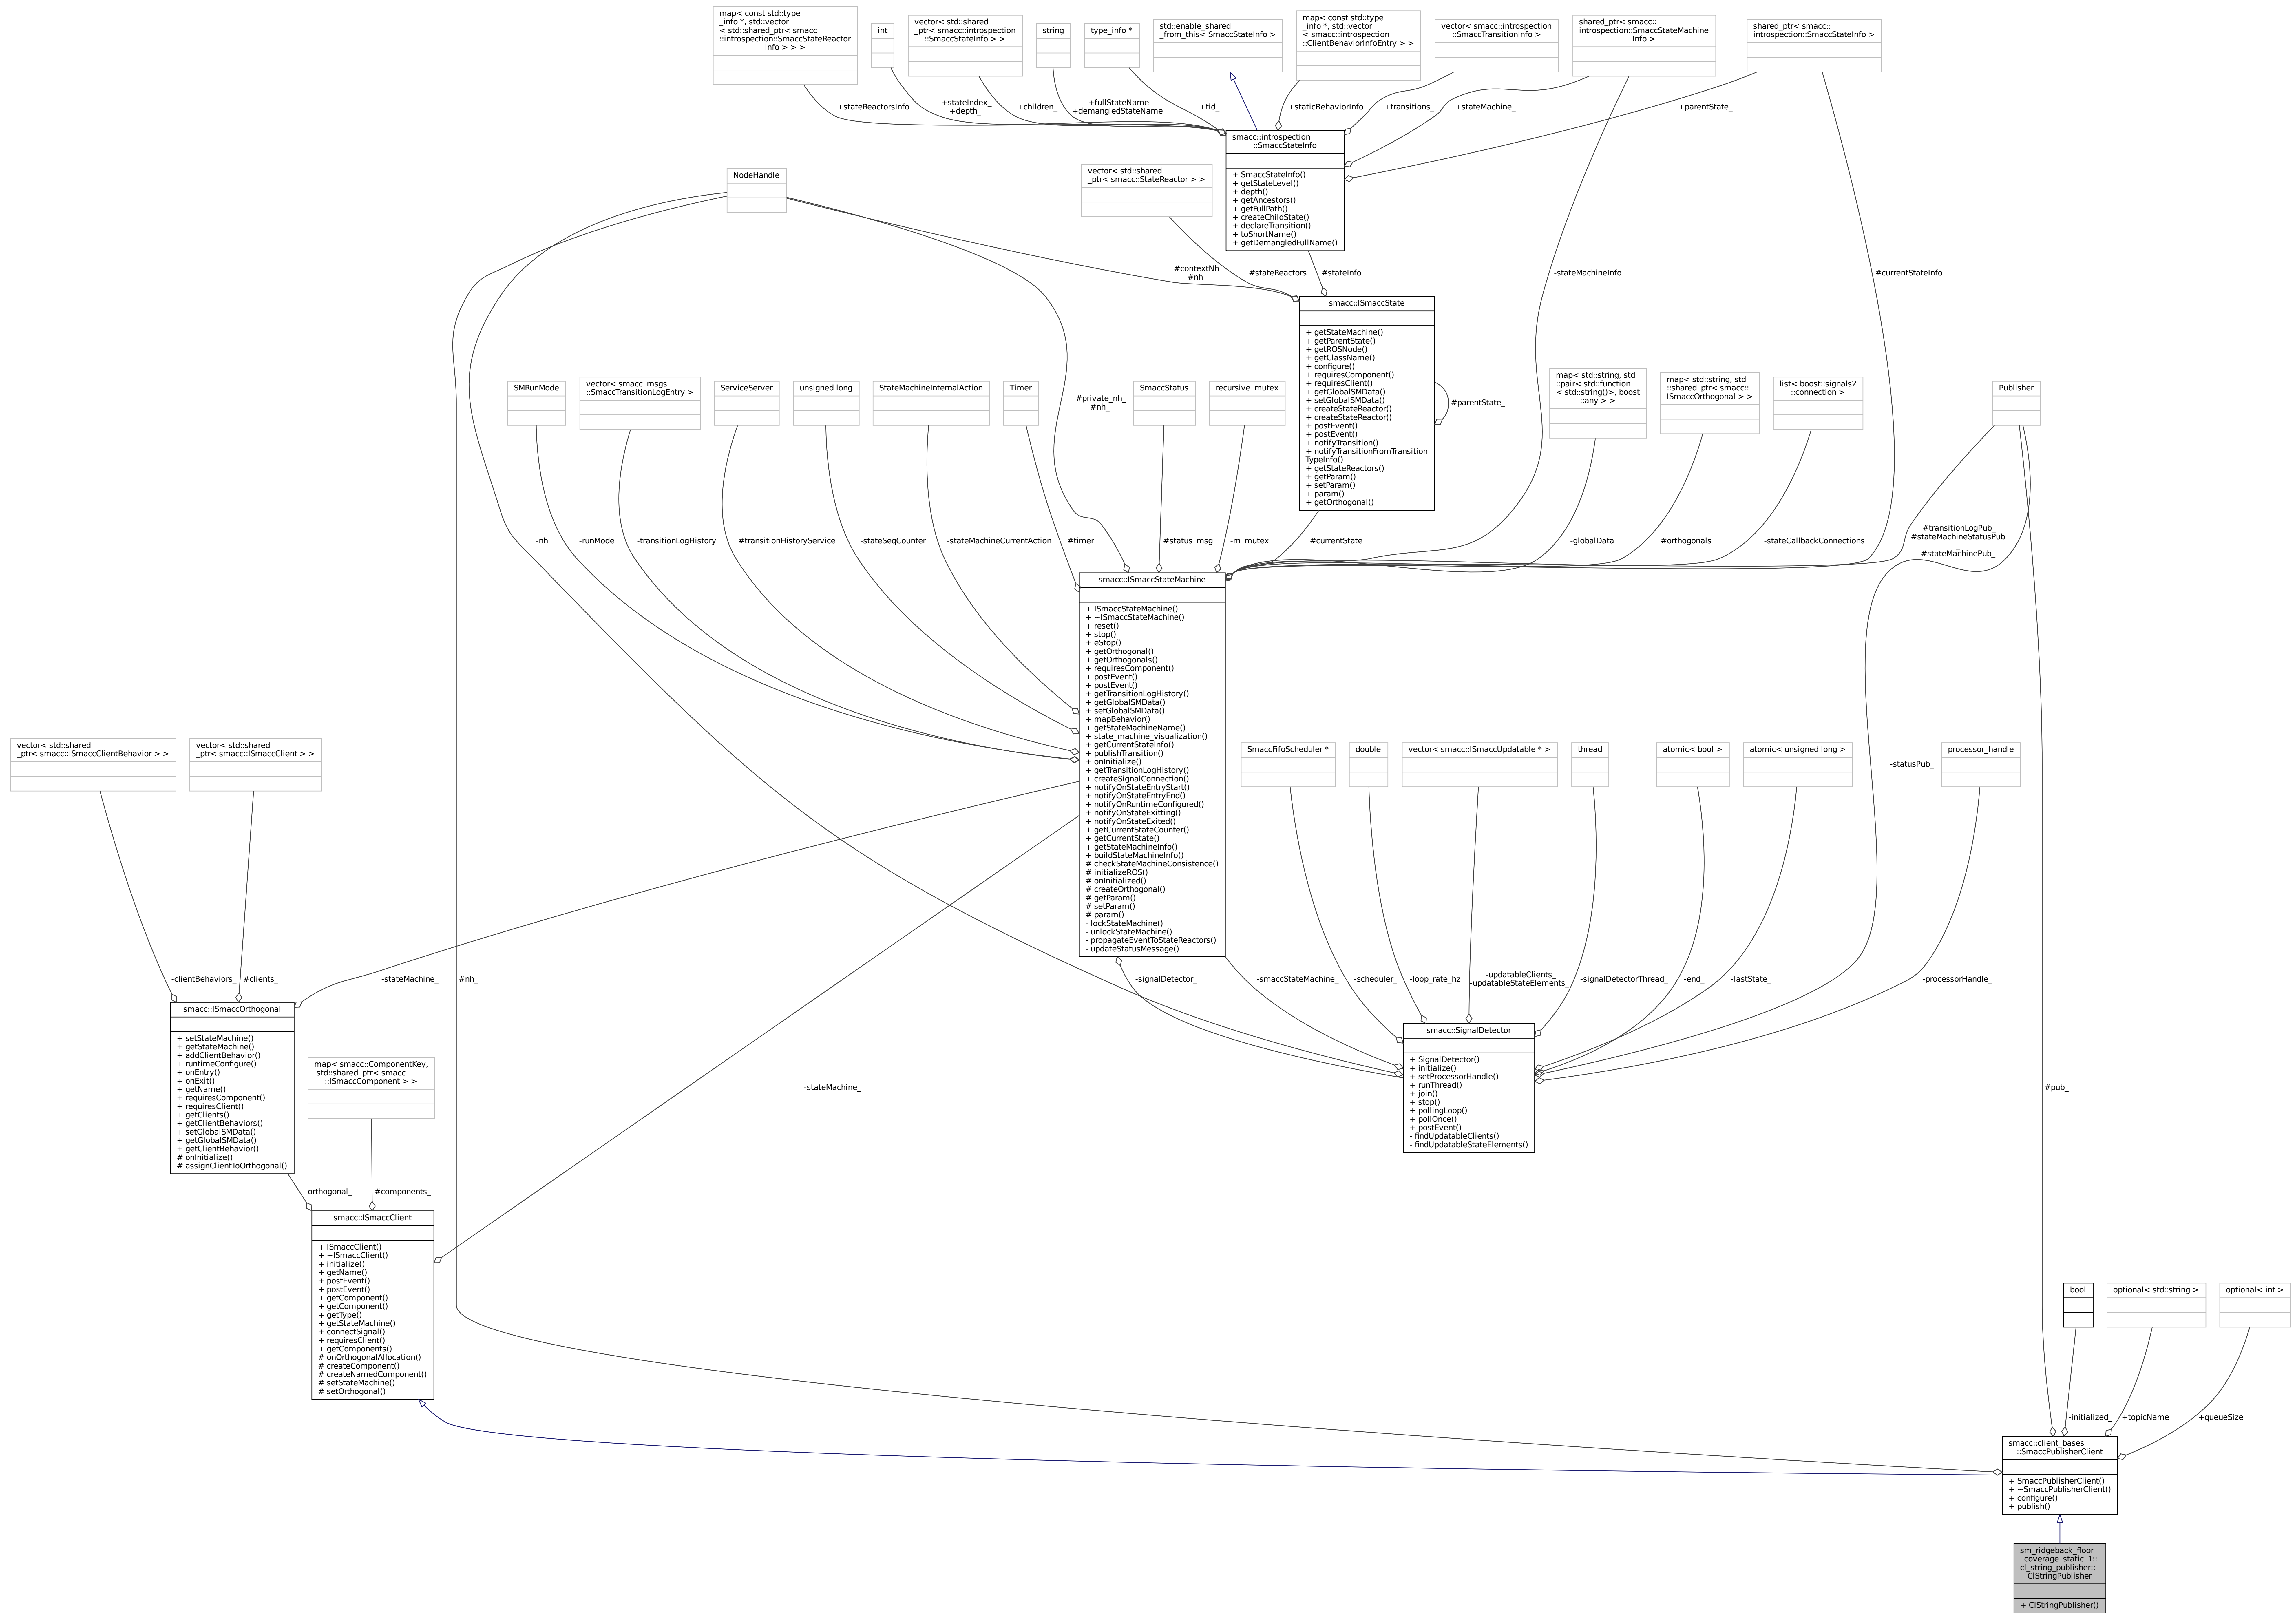 map< const std::type
_info *, std::vector
< std::shared_ptr< smacc
::introspection::SmaccStateReactor
Info > > >
int
vector< std::shared
_ptr< smacc::introspection
::SmaccStateInfo > >
string
type_info *
std::enable_shared
_from_this< SmaccStateInfo >
map< const std::type
_info *, std::vector
< smacc::introspection
::ClientBehaviorInfoEntry > >
vector< smacc::introspection
::SmaccTransitionInfo >
shared_ptr< smacc::
introspection::SmaccStateMachine
Info >
shared_ptr< smacc::
introspection::SmaccStateInfo >
+stateReactorsInfo
+stateIndex_
+depth_
+children_
+fullStateName
+demangledStateName
+tid_
+staticBehaviorInfo
+transitions_
+stateMachine_
+parentState_
smacc::introspection
::SmaccStateInfo
+ SmaccStateInfo()
+ getStateLevel()
+ depth()
+ getAncestors()
+ getFullPath()
+ createChildState()
+ declareTransition()
+ toShortName()
+ getDemangledFullName()
NodeHandle
vector< std::shared
_ptr< smacc::StateReactor > >
#contextNh
#nh
#stateReactors_
#stateInfo_
-stateMachineInfo_
#currentStateInfo_
smacc::ISmaccState
+ getStateMachine()
+ getParentState()
+ getROSNode()
+ getClassName()
+ configure()
+ requiresComponent()
+ requiresClient()
+ getGlobalSMData()
+ setGlobalSMData()
+ createStateReactor()
+ createStateReactor()
+ postEvent()
+ postEvent()
+ notifyTransition()
+ notifyTransitionFromTransition
TypeInfo()
+ getStateReactors()
+ getParam()
+ setParam()
+ param()
+ getOrthogonal()
#parentState_
SMRunMode
vector< smacc_msgs
::SmaccTransitionLogEntry >
ServiceServer
unsigned long
StateMachineInternalAction
Timer
#private_nh_
#nh_
SmaccStatus
recursive_mutex
map< std::string, std
::pair< std::function
< std::string()>, boost
::any > >
map< std::string, std
::shared_ptr< smacc::
ISmaccOrthogonal > >
list< boost::signals2
::connection >
Publisher
-nh_
-runMode_
-transitionLogHistory_
#transitionHistoryService_
-stateSeqCounter_
-stateMachineCurrentAction
#timer_
#status_msg_
-m_mutex_
#currentState_
-globalData_
#orthogonals_
-stateCallbackConnections
#transitionLogPub_
#stateMachineStatusPub
_
#stateMachinePub_
smacc::ISmaccStateMachine
+ ISmaccStateMachine()
+ ~ISmaccStateMachine()
+ reset()
+ stop()
+ eStop()
+ getOrthogonal()
+ getOrthogonals()
+ requiresComponent()
+ postEvent()
+ postEvent()
+ getTransitionLogHistory()
+ getGlobalSMData()
+ setGlobalSMData()
+ mapBehavior()
+ getStateMachineName()
+ state_machine_visualization()
+ getCurrentStateInfo()
+ publishTransition()
+ onInitialize()
+ getTransitionLogHistory()
+ createSignalConnection()
+ notifyOnStateEntryStart()
+ notifyOnStateEntryEnd()
+ notifyOnRuntimeConfigured()
+ notifyOnStateExitting()
+ notifyOnStateExited()
+ getCurrentStateCounter()
+ getCurrentState()
+ getStateMachineInfo()
+ buildStateMachineInfo()
# checkStateMachineConsistence()
# initializeROS()
# onInitialized()
# createOrthogonal()
# getParam()
# setParam()
# param()
- lockStateMachine()
- unlockStateMachine()
- propagateEventToStateReactors()
- updateStatusMessage()
vector< std::shared
_ptr< smacc::ISmaccClientBehavior > >
vector< std::shared
_ptr< smacc::ISmaccClient > >
SmaccFifoScheduler *
double
vector< smacc::ISmaccUpdatable * >
thread
atomic< bool >
atomic< unsigned long >
processor_handle
-statusPub_
-clientBehaviors_
#clients_
-stateMachine_
#nh_
-signalDetector_
-smaccStateMachine_
-scheduler_
-loop_rate_hz
-updatableClients_
-updatableStateElements_
-signalDetectorThread_
-end_
-lastState_
-processorHandle_
smacc::ISmaccOrthogonal
+ setStateMachine()
+ getStateMachine()
+ addClientBehavior()
+ runtimeConfigure()
+ onEntry()
+ onExit()
+ getName()
+ requiresComponent()
+ requiresClient()
+ getClients()
+ getClientBehaviors()
+ setGlobalSMData()
+ getGlobalSMData()
+ getClientBehavior()
# onInitialize()
# assignClientToOrthogonal()
map< smacc::ComponentKey,
std::shared_ptr< smacc
::ISmaccComponent > >
-stateMachine_
smacc::SignalDetector
+ SignalDetector()
+ initialize()
+ setProcessorHandle()
+ runThread()
+ join()
+ stop()
+ pollingLoop()
+ pollOnce()
+ postEvent()
- findUpdatableClients()
- findUpdatableStateElements()
#pub_
-orthogonal_
#components_
smacc::ISmaccClient
+ ISmaccClient()
+ ~ISmaccClient()
+ initialize()
+ getName()
+ postEvent()
+ postEvent()
+ getComponent()
+ getComponent()
+ getType()
+ getStateMachine()
+ connectSignal()
+ requiresClient()
+ getComponents()
# onOrthogonalAllocation()
# createComponent()
# createNamedComponent()
# setStateMachine()
# setOrthogonal()
bool
optional< std::string >
optional< int >
-initialized_
+topicName
+queueSize
smacc::client_bases
::SmaccPublisherClient
+ SmaccPublisherClient()
+ ~SmaccPublisherClient()
+ configure()
+ publish()
sm_ridgeback_floor
_coverage_static_1::
cl_string_publisher::
ClStringPublisher
+ ClStringPublisher()